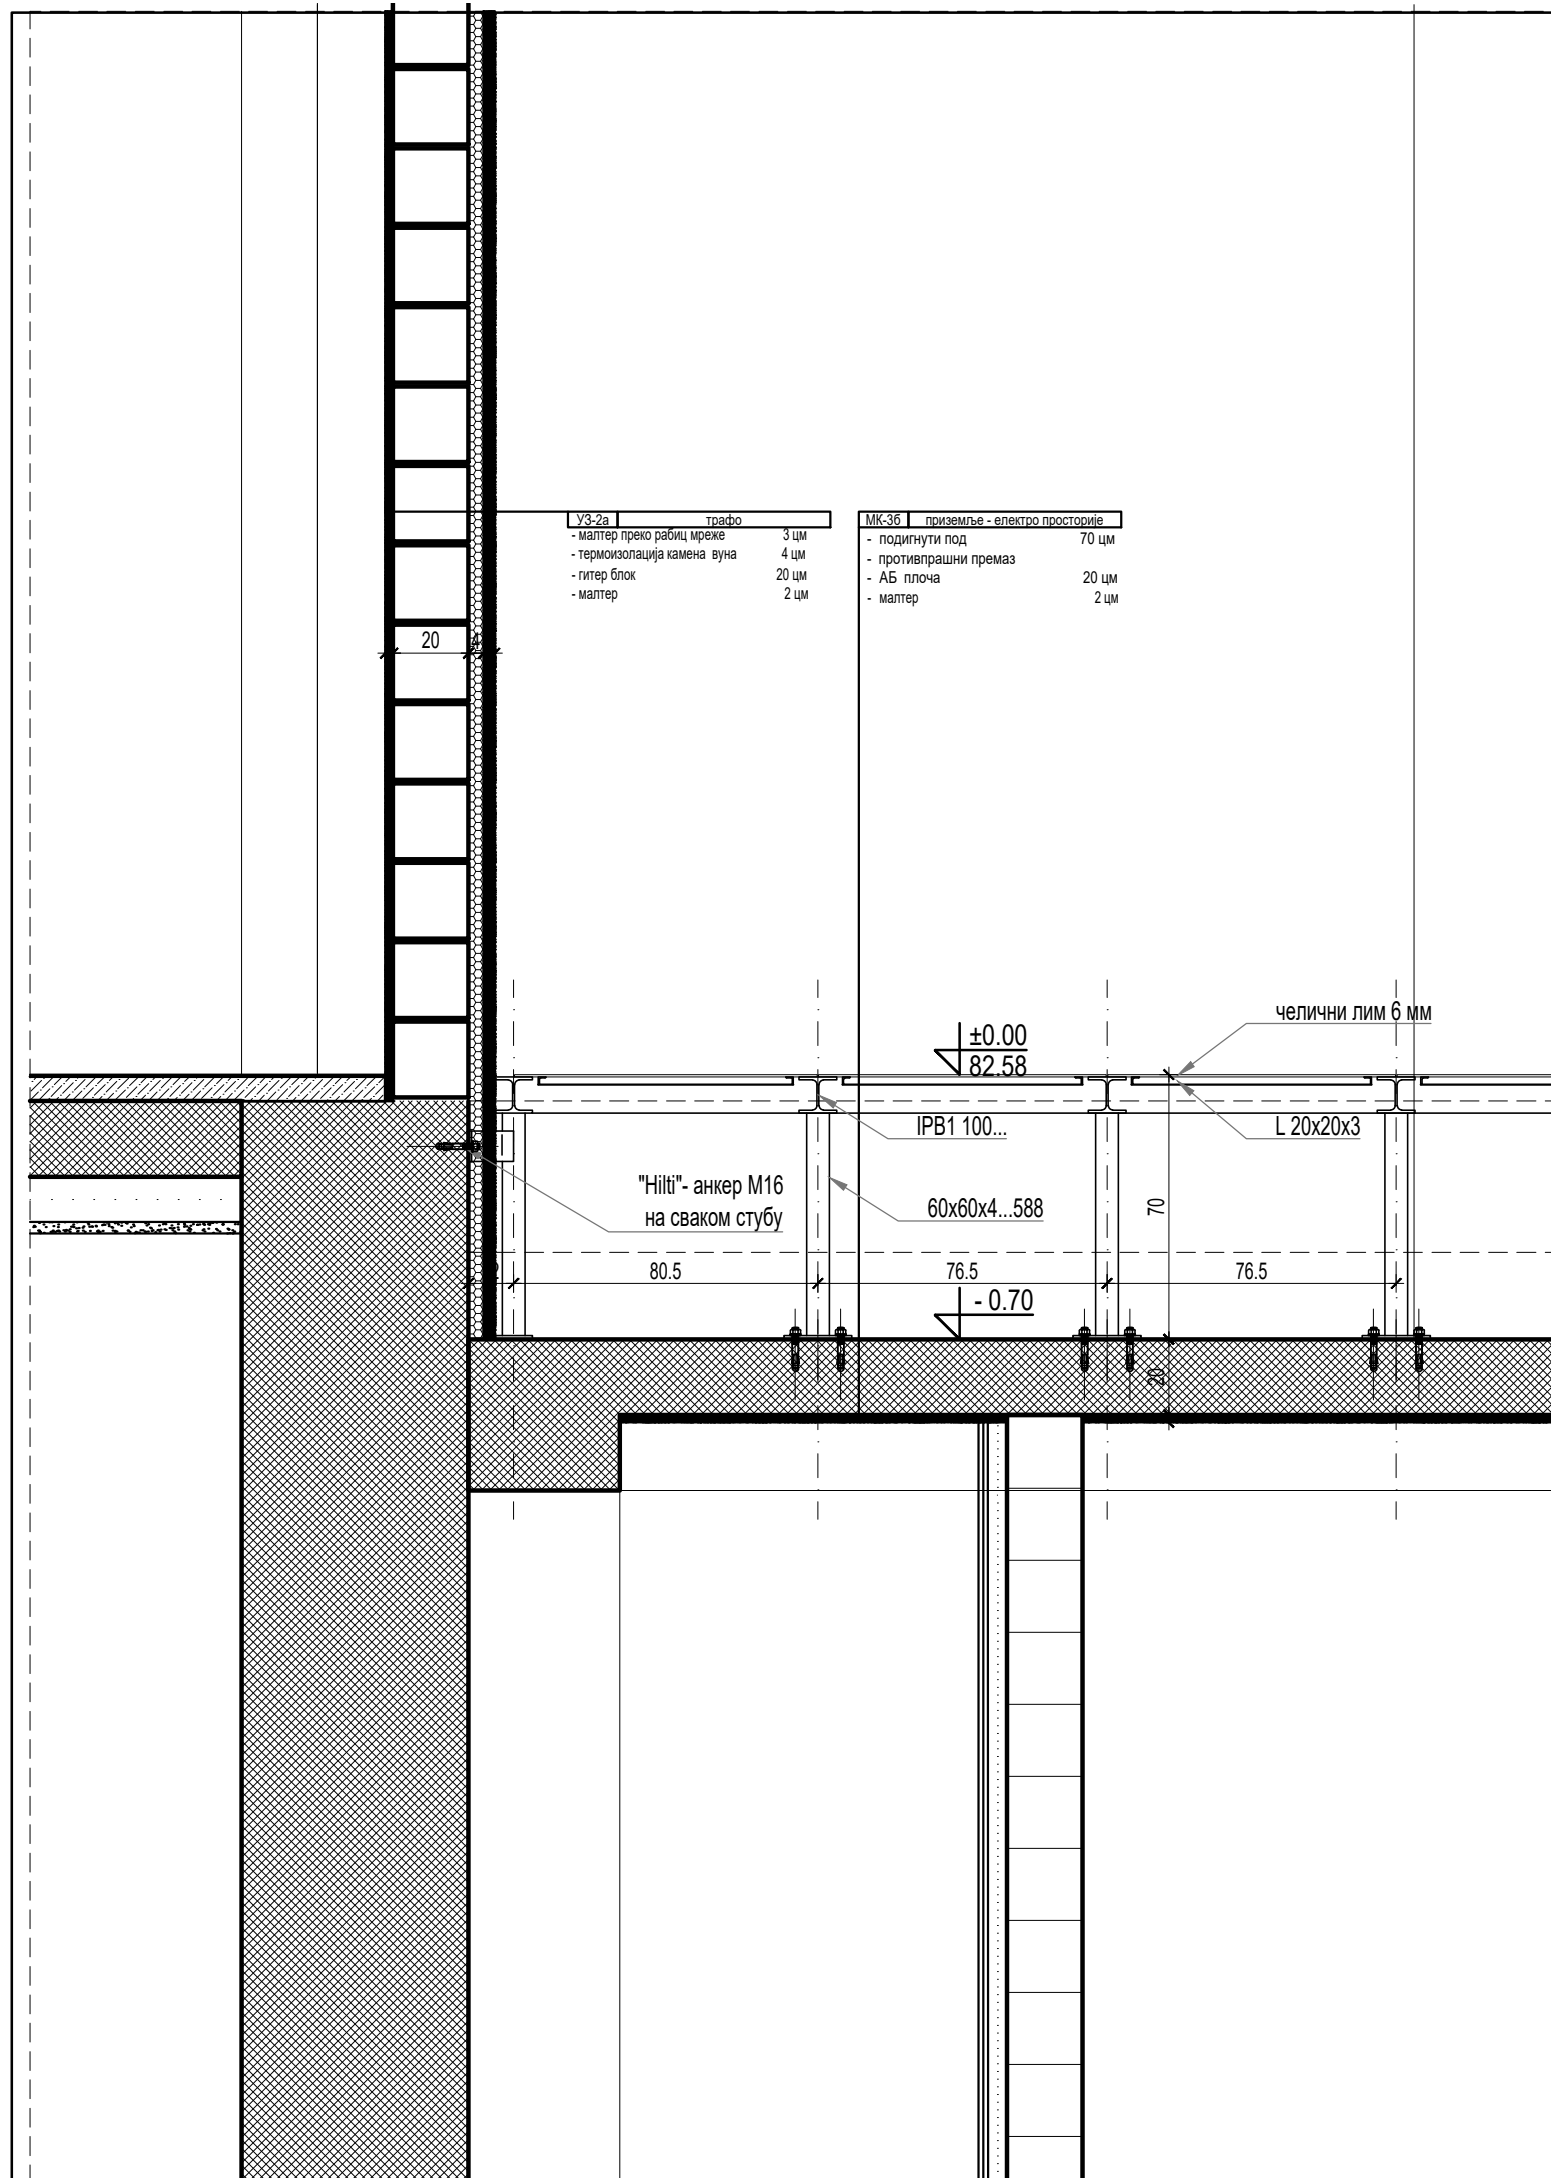 УЗ-2а трафо
- малтер преко рабиц мреже 3 цм
- термоизолација камена вуна 4 цм
- гитер блок 20 цм
- малтер 2 цм
МК-3б приземље - електро просторије
- подигнути под 70 цм
- противпрашни премаз
- АБ плоча 20 цм
- малтер 2 цм
20 4
челични лим 6 мм
±0.00
82.58
IPB1 100...
L 20x20x3
"Hilti"- анкер М16
на сваком стубу
60x60x4...588
70
80.5 76.5 76.5
- 0.70
20